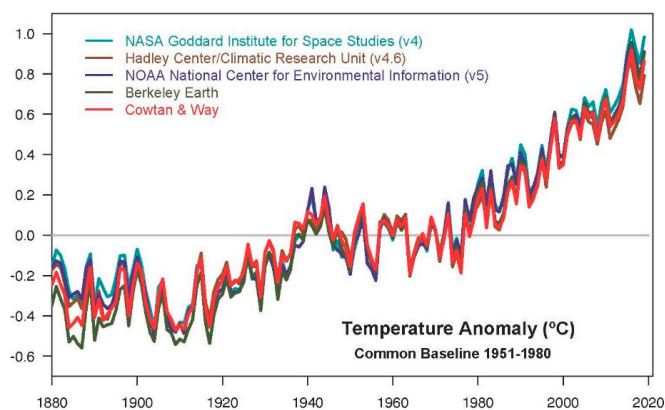 1.0
0.8
0.6
0.4
0.2
0.0
-0.2
-0.4
-0.6
NASA Goddard Institute for Space Studies (v4)
Hadley Center/Climatic Research Unit (v4.6)
NOAA National Center for Environmental Information (v5)
Berkeley Earth
Cowtan & Way
Temperature Anomaly (ºC)
Common Baseline 1951-1980
1880 1900 1920 1940 1960 1980 2000 2020